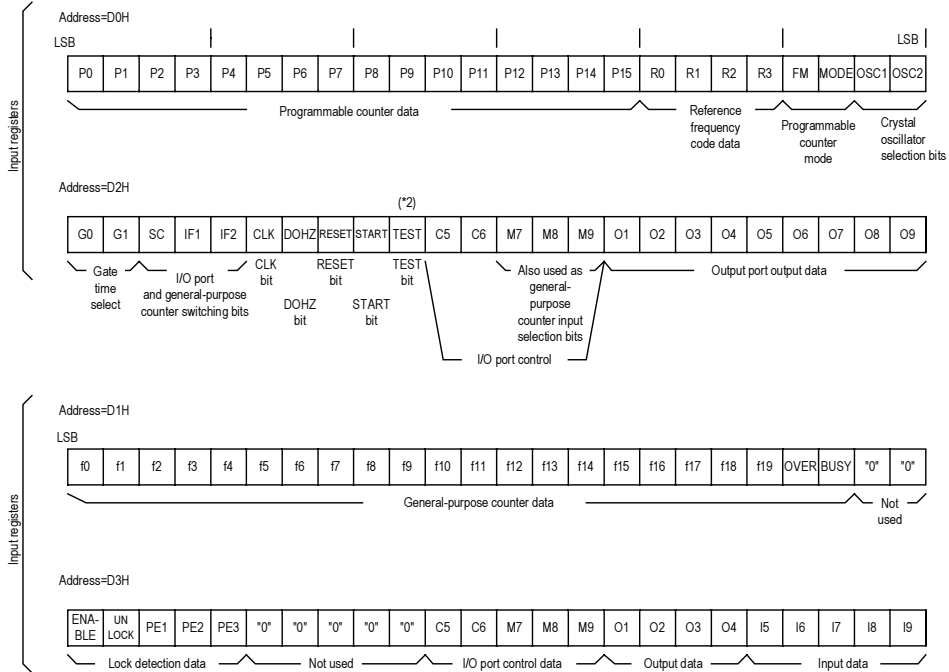 Input registers
Address=D0H
LSB
LSB
P0 P1 P2 P3 P4 P5 P6 P7 P8 P9 P10 P11 P12 P13 P14 P15 R0 R1 R2 R3 FM MODE OSC1 OSC2
Programmable counter data
Reference
frequency
code data
Programmable
counter
mode
Crystal
oscillator
selection bits
Address=D2H
(*2)
G0 G1 SC IF1 IF2 CLK DOHZ RESET START TEST C5 C6 M7 M8 M9 O1 O2 O3 O4 O5 O6 O7 O8 O9
Gate
time
select
I/O port
and general-purpose
counter switching bits
CLK
bit
DOHZ
bit
RESET
bit
START
bit
TEST
bit
Also used as
general-
purpose
counter input
selection bits
Output port output data
I/O port control
Input registers
Address=D1H
LSB
f0 f1 f2 f3 f4 f5 f6 f7 f8 f9 f10 f11 f12 f13 f14 f15 f16 f17 f18 f19 OVER BUSY "0" "0"
General-purpose counter data
Not
used
Address=D3H
ENA-
BLE
UN
LOCK
PE1 PE2 PE3 "0" "0" "0" "0" "0" C5 C6 M7 M8 M9 O1 O2 O3 O4 I5 I6 I7 I8 I9
Lock detection data
Not used
I/O port control data
Output data
Input data